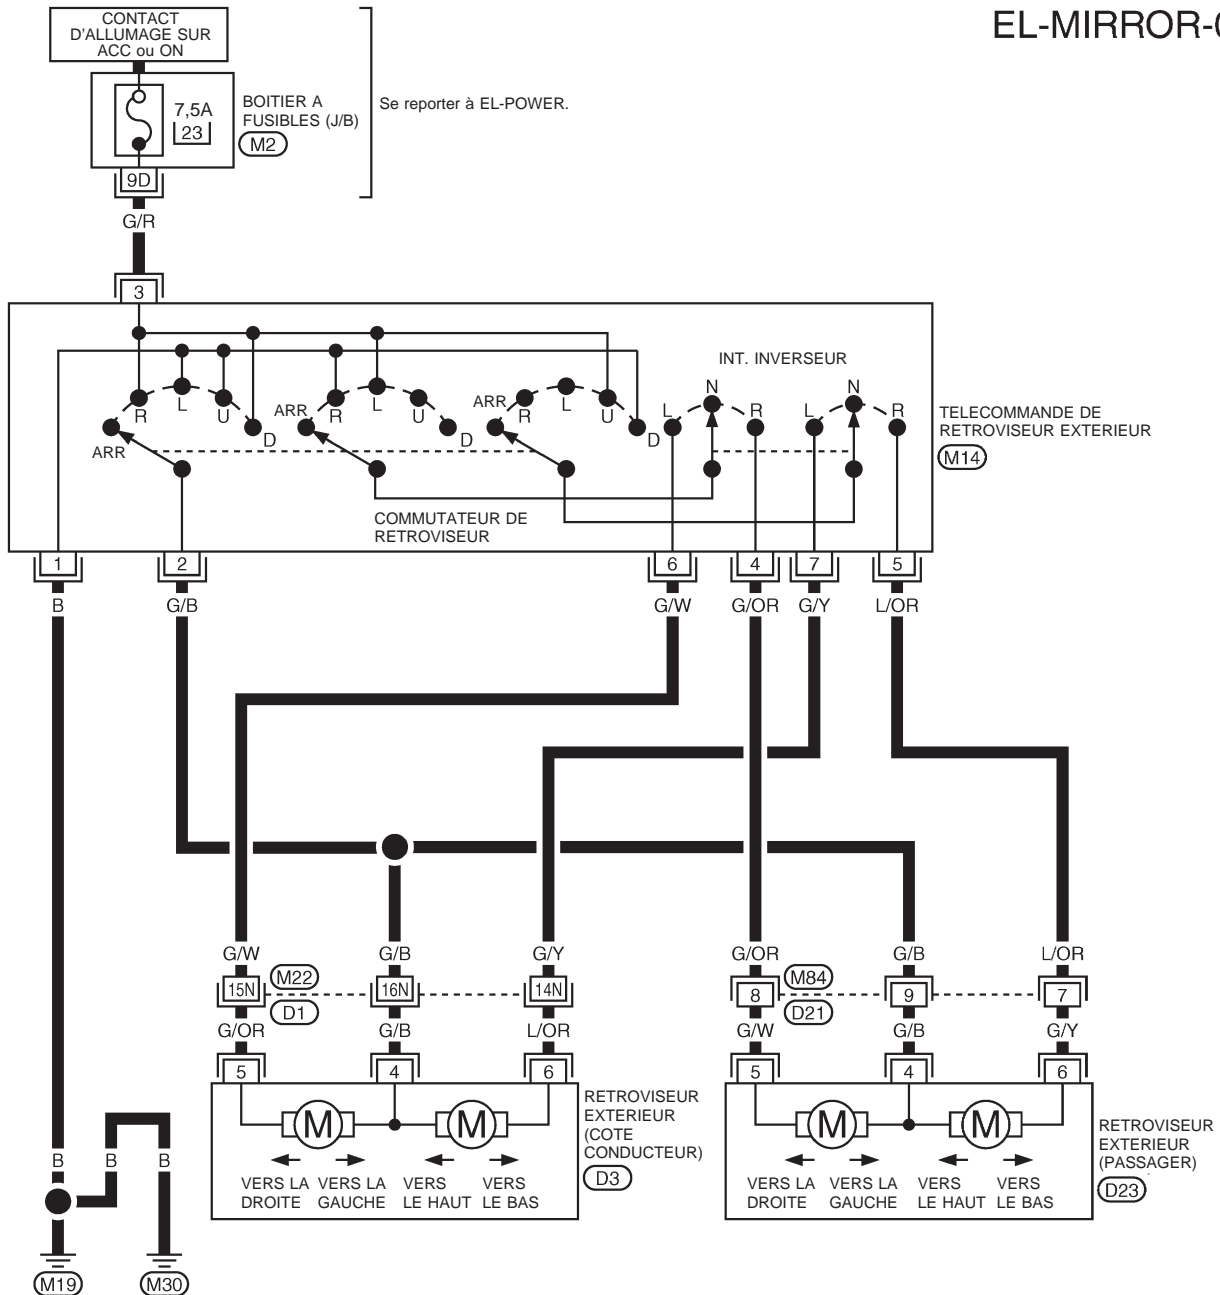 EL-MIRROR-0
CONTACT
D'ALLUMAGE SUR
ACC ou ON
7,5A
23
BOITIER A
FUSIBLES (J/B)
M2
Se reporter à EL-POWER.
9D
G/R
3
INT. INVERSEUR
ARR R L U D
ARR R L U D
ARR R L U D
L N R
L N R
TELECOMMANDE DE
RETROVISEUR EXTERIEUR
M14
COMMUTATEUR DE
RETROVISEUR
1 2 6 4 7 5
B G/B G/W G/OR G/Y L/OR
G/W G/B G/Y G/OR G/B L/OR
15N M22 16N 14N 8 M84 9 7
D1 D21
G/OR G/B L/OR G/W G/B G/Y
5 4 6 5 4 6
M M M M
RETROVISEUR
EXTERIEUR
(COTE
CONDUCTEUR)
D3
RETROVISEUR
EXTERIEUR
(PASSAGER)
D23
VERS LA
DROITE
VERS LA
GAUCHE
VERS
LE HAUT
VERS
LE BAS
VERS LA
DROITE
VERS LA
GAUCHE
VERS
LE HAUT
VERS
LE BAS
B B B
M19 M30